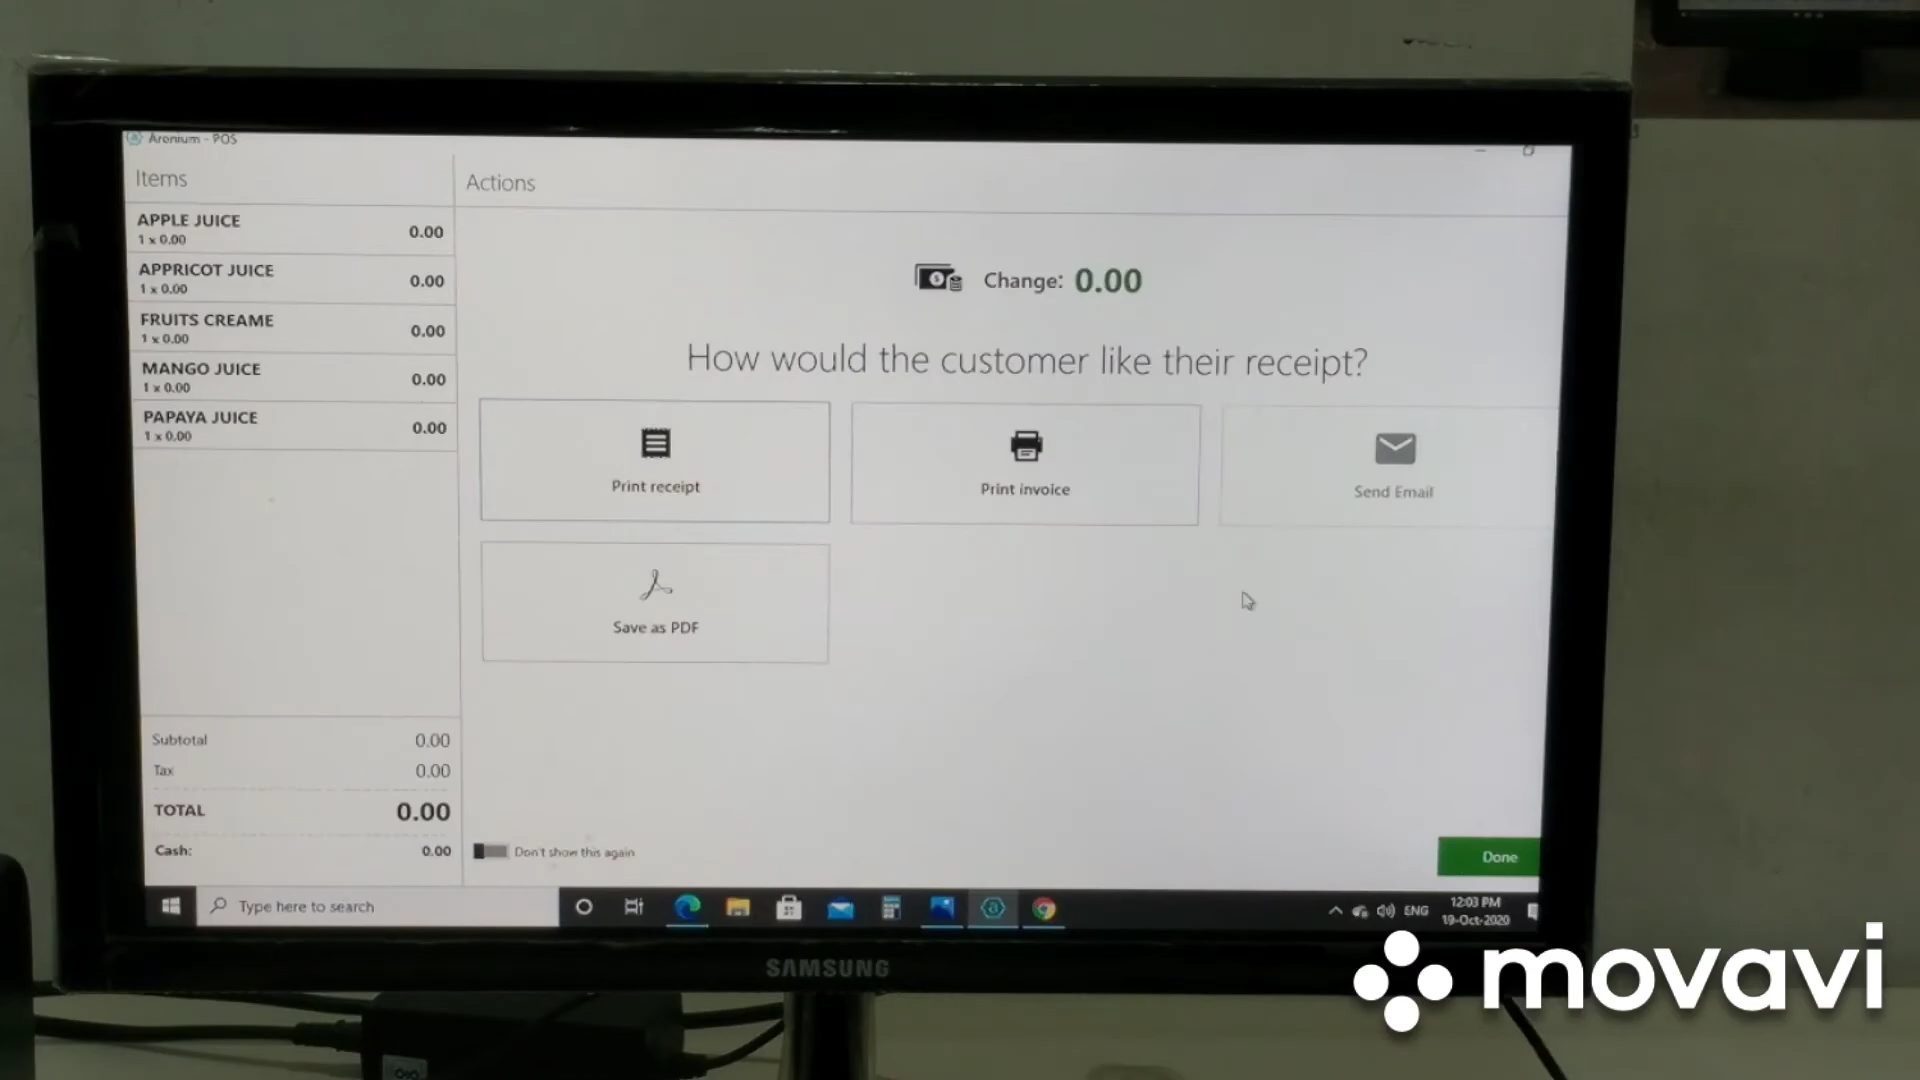 Aronium - POS
Items
Actions
APPLE JUICE
1 x 0.00
0.00
APPRICOT JUICE
1 x 0.00
0.00
FRUITS CREAME
1 x 0.00
0.00
MANGO JUICE
1 x 0.00
0.00
PAPAYA JUICE
1 x 0.00
0.00
Change: 0.00
How would the customer like their receipt?
Print receipt
Print invoice
Send Email
Save as PDF
Subtotal 0.00
Tax 0.00
TOTAL 0.00
Cash: 0.00
Don't show this again
Done
Type here to search
ENG
12:03 PM
19-Oct-2020
SAMSUNG
movavi